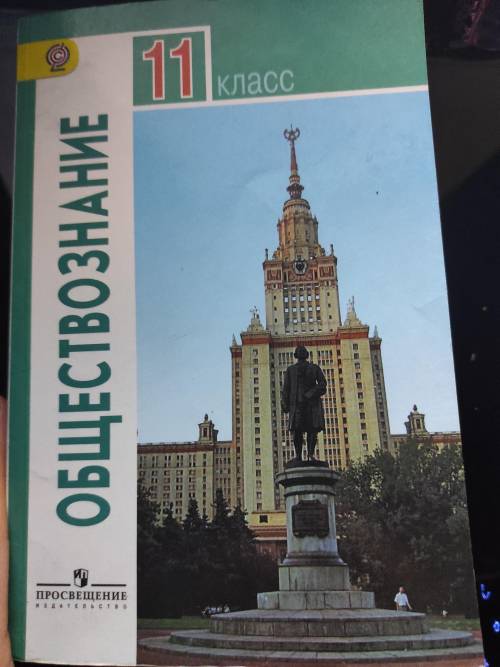 11
класс
ОБЩЕСТВОЗНАНИЕ
ПРОСВЕЩЕНИЕ
ИЗДАТЕЛЬСТВО